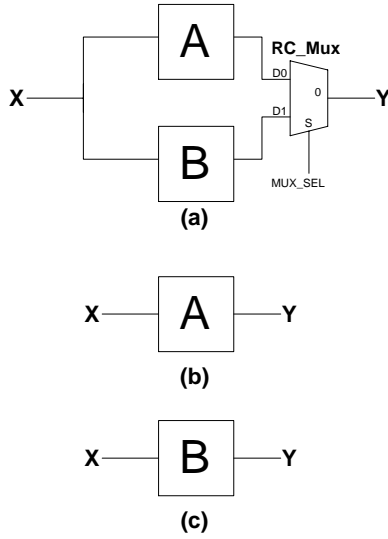 A
RC_Mux
D0
X
0
Y
D1
S
B
MUX_SEL
(a)
X A Y
(b)
X B Y
(c)